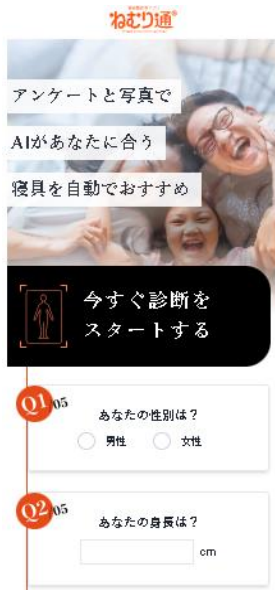 ねむり通®
アンケートと写真で
AIがあなたに合う
寝具を自動でおすすめ
今すぐ診断を
スタートする
Q1/05
あなたの性別は？
男性 女性
Q2/05
あなたの身長は？
cm